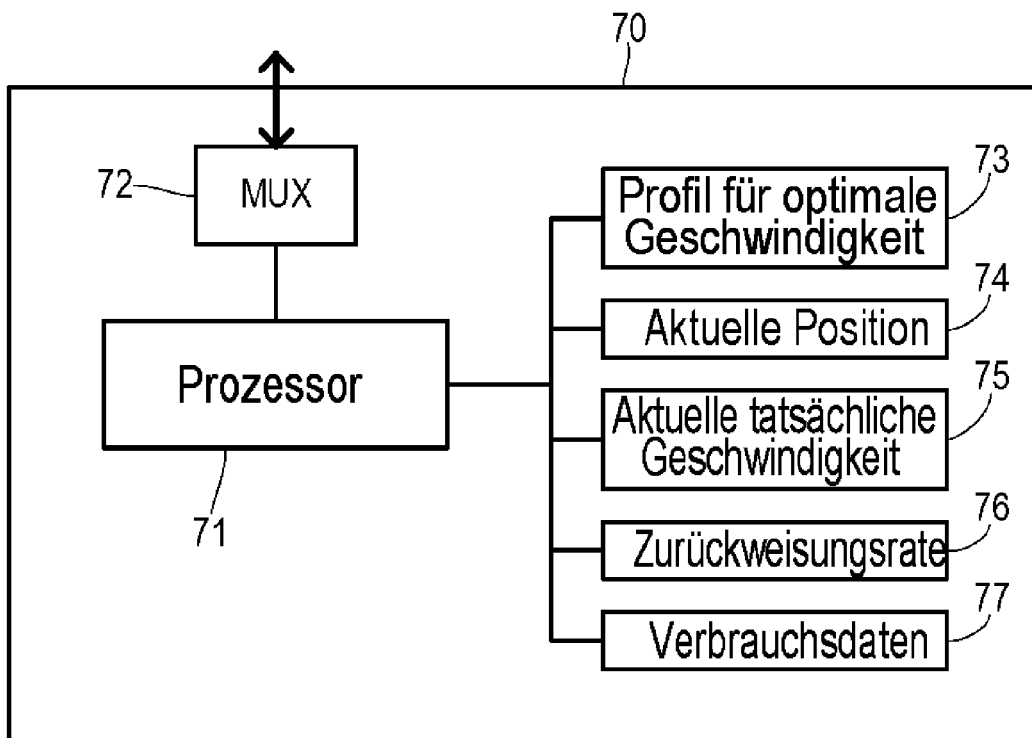 70
72
MUX
Prozessor
71
Profil für optimale
Geschwindigkeit
73
Aktuelle Position
74
Aktuelle tatsächliche
Geschwindigkeit
75
Zurückweisungsrate
76
Verbrauchsdaten
77